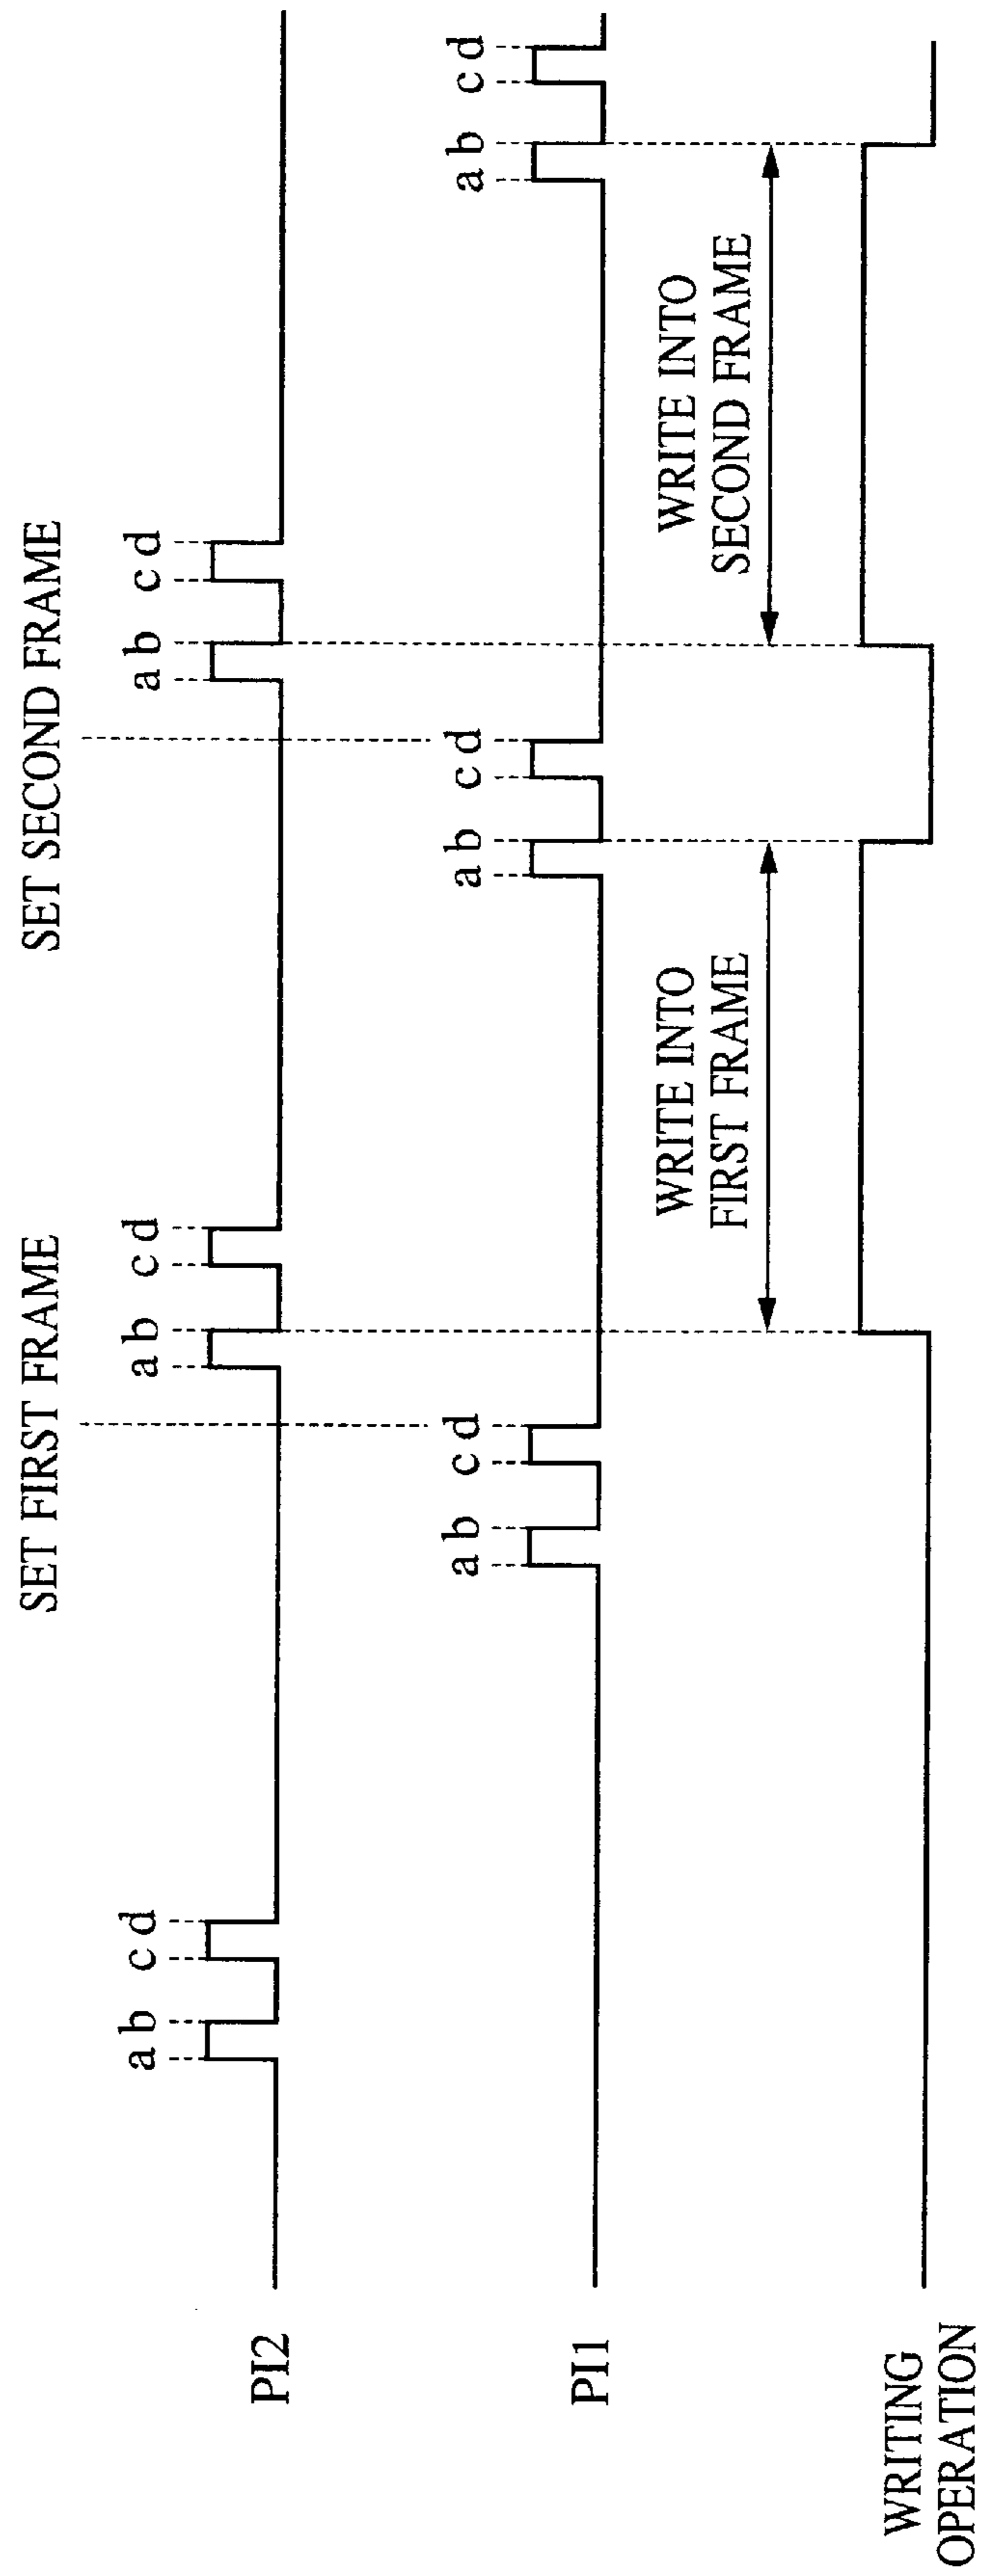 SET FIRST FRAME
SET SECOND FRAME
PI2
a b c d
a b c d
a b c d
PI1
a b c d
a b c d
a b c d
WRITE INTO
FIRST FRAME
WRITE INTO
SECOND FRAME
WRITING
OPERATION